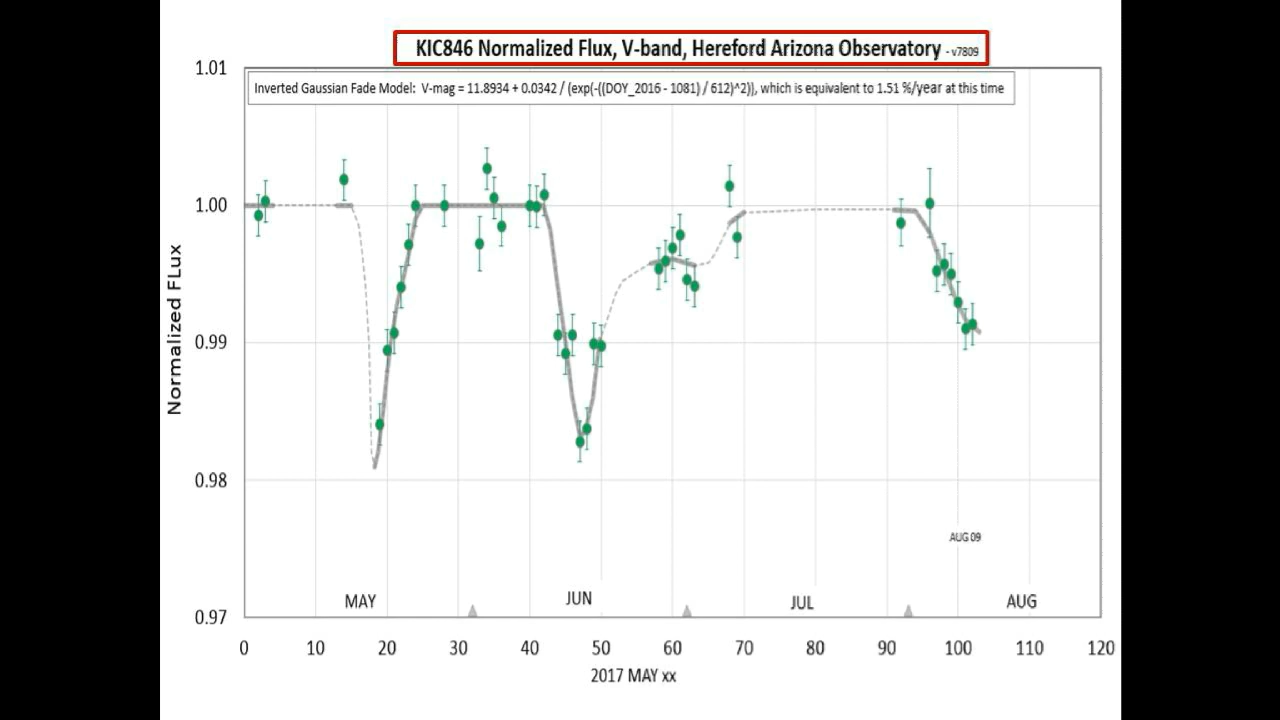 KIC846 Normalized Flux, V-band, Hereford Arizona Observatory - v7809
Inverted Gaussian Fade Model: V-mag = 11.8934 + 0.0342 / (exp(-((DOY_2016 - 1081) / 612)^2)), which is equivalent to 1.51 %/year at this time
1.01
1.00
0.99
0.98
0.97
Normalized FLux
AUG 09
MAY JUN JUL AUG
0 10 20 30 40 50 60 70 80 90 100 110 120
2017 MAY xx